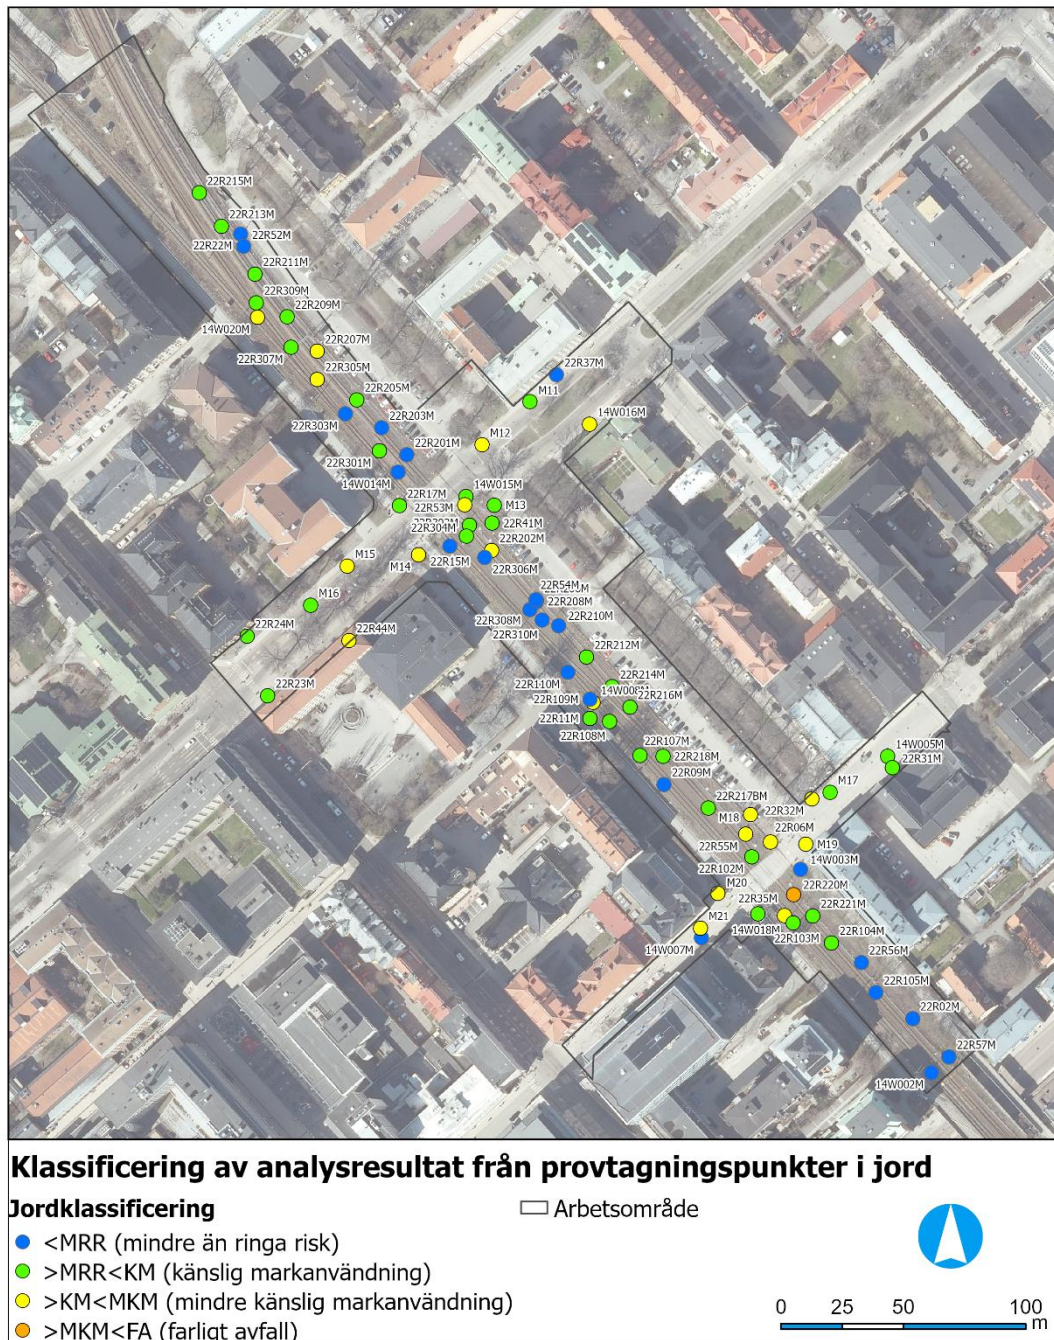 22R215M
22R213M
22R52M
22R22M
22R211M
22R309M
22R209M
14W020M
22R207M
22R307M
22R305M
22R37M
22R205M
M11
22R303M
22R203M
14W016M
M12
22R201M
22R301M
14W014M
14W015M
22R17M
22R53M
M13
22R41M
22R304M
22R202M
22R15M
M14
22R306M
M15
22R54M
M16
22R208M
22R308M
22R210M
22R24M
22R44M
22R310M
22R212M
22R110M
22R214M
22R23M
14W008M
22R109M
22R216M
22R11M
22R108M
22R107M
14W005M
22R218M
22R31M
22R09M
M17
22R217BM
22R32M
M18
22R06M
22R55M
M19
22R102M
14W003M
M20
22R220M
22R35M
22R221M
M21
14W018M
22R103M
22R104M
14W007M
22R56M
22R105M
22R02M
22R57M
14W002M
Klassificering av analysresultat från provtagningspunkter i jord
Jordklassificering
<MRR (mindre än ringa risk)
>MRR<KM (känslig markanvändning)
>KM<MKM (mindre känslig markanvändning)
>MKM<FA (farligt avfall)
Arbetsområde
0 25 50 100
m